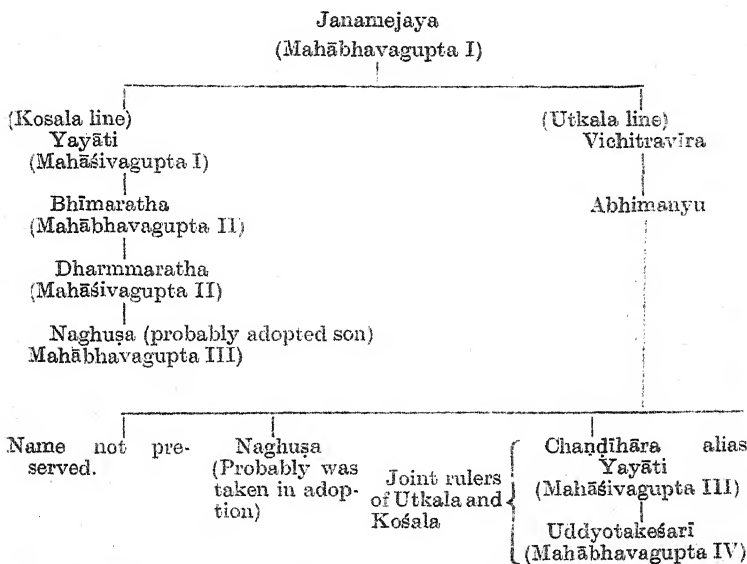 Janamejaya
(Mahābhavagupta I)
(Kosala line)
Yayāti
(Mahāśivagupta I)
Bhīmaratha
(Mahābhavagupta II)
Dharmmaratha
(Mahāśivagupta II)
Naghuṣa (probably adopted son)
Mahābhavagupta III)
(Utkala line)
Vichitravīra
Abhimanyu
Name not pre-
served.
Naghuṣa
(Probably was
taken in adop-
tion)
Joint rulers
of Utkala and
Kośala
Chaṇḍīhāra alias
Yayāti
(Mahāśivagupta III)
Uddyotakeśarī
(Mahābhavagupta IV)